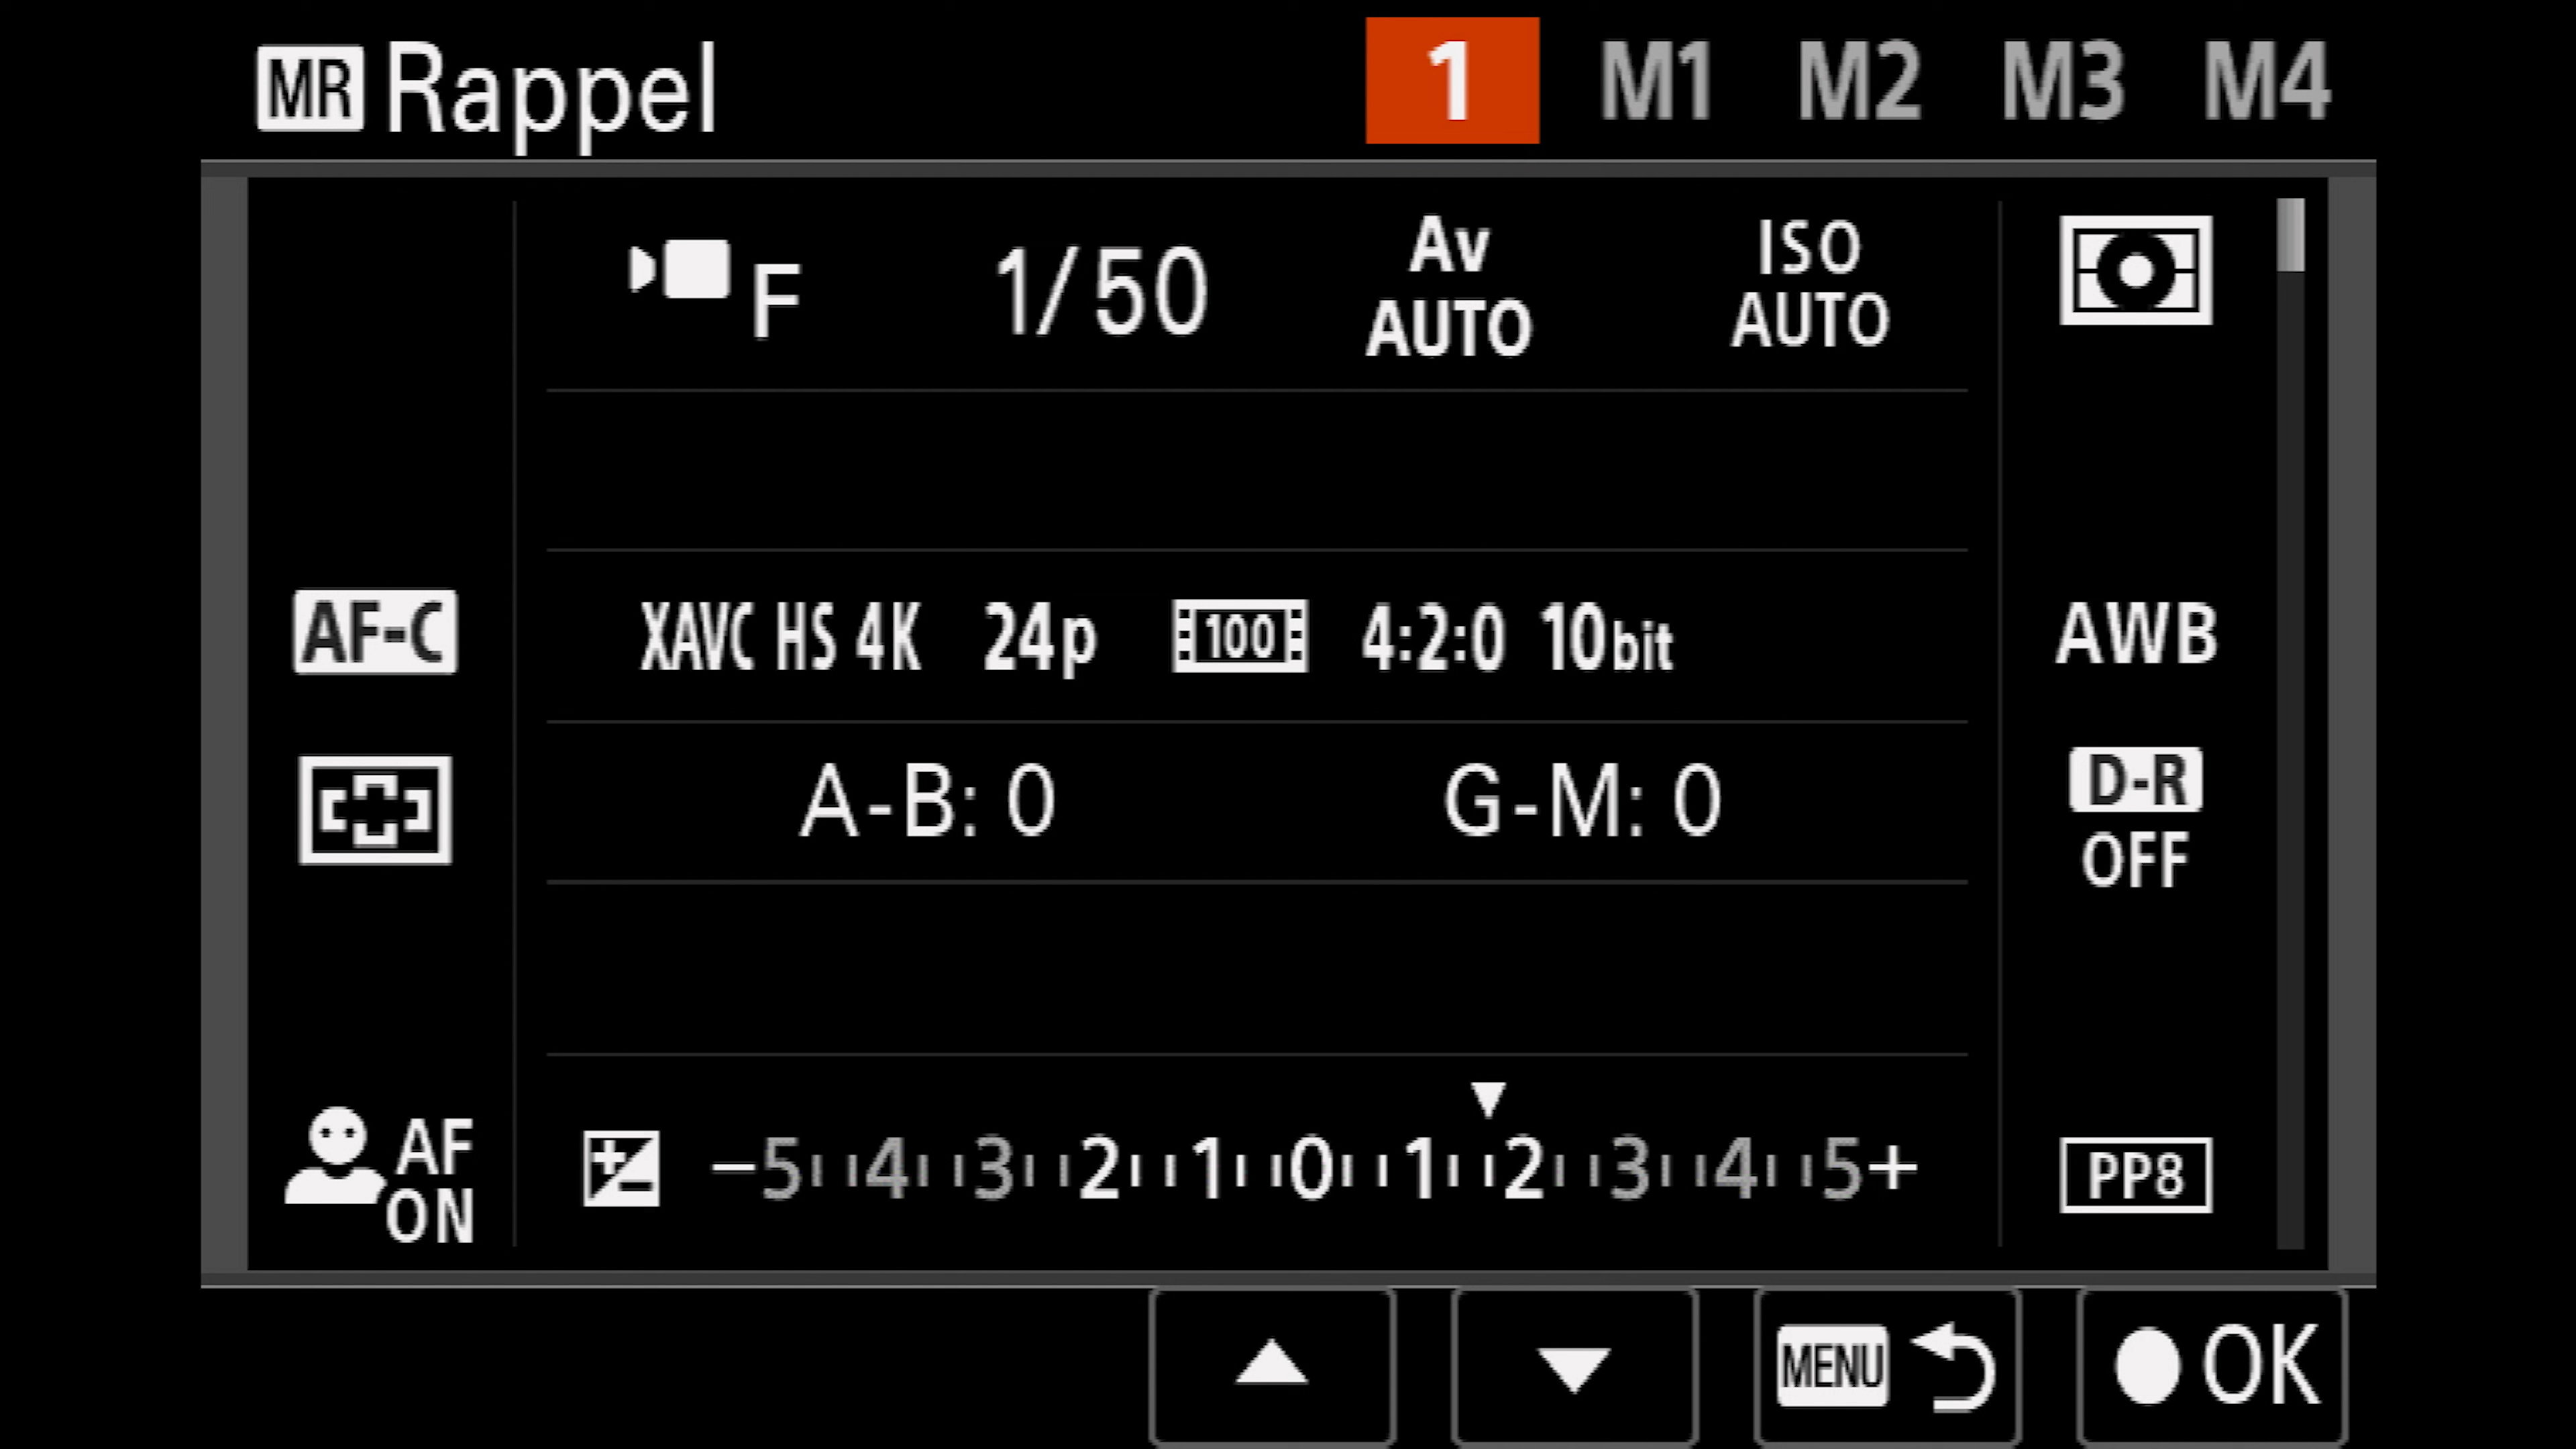 MR Rappel 1 M1 M2 M3 M4
F 1/50 Av AUTO ISO AUTO
AF-C XAVC HS 4K 24p 100 4:2:0 10bit AWB
A-B: 0 G-M: 0 D-R OFF
AF ON −5 4 3 2 1 0 1 2 3 4 5+ PP8
MENU OK